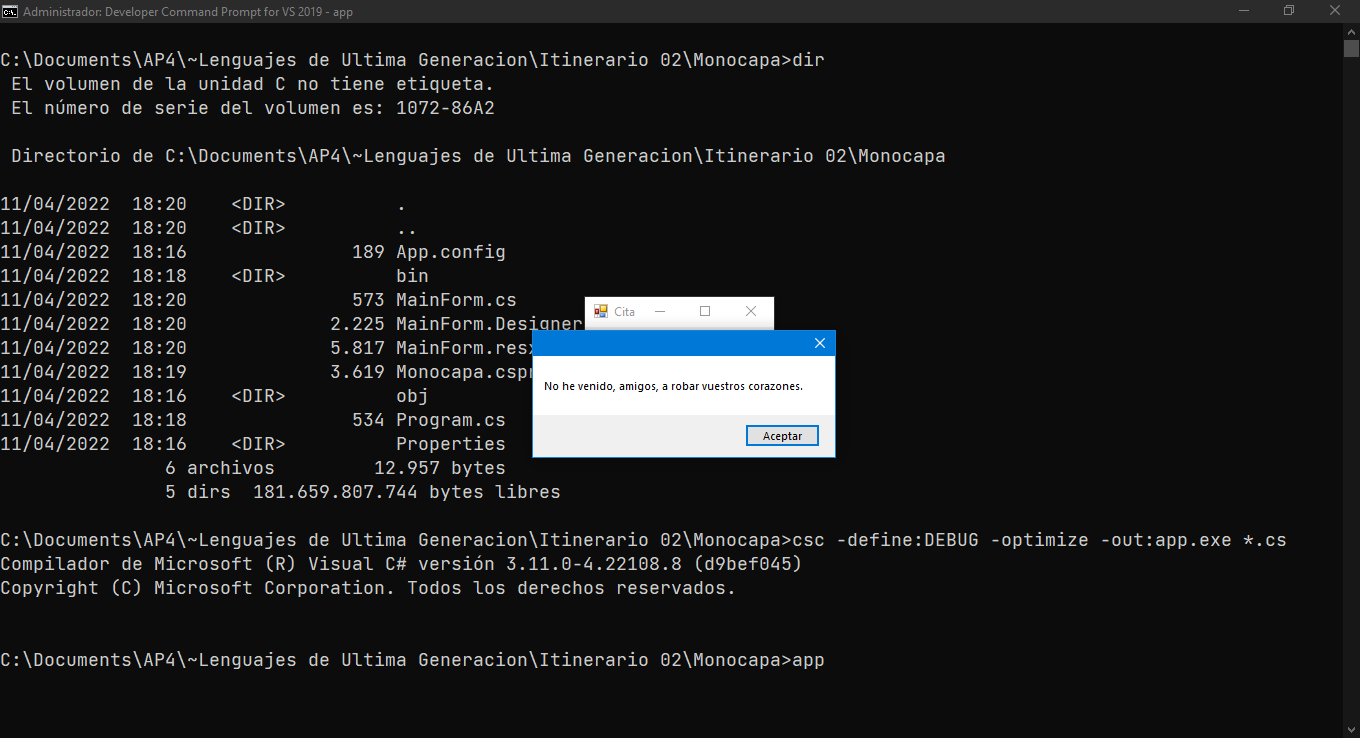 Administrador: Developer Command Prompt for VS 2019 - app
C:\Documents\AP4\~Lenguajes de Ultima Generacion\Itinerario 02\Monocapa>dir
El volumen de la unidad C no tiene etiqueta.
El número de serie del volumen es: 1072-86A2
Directorio de C:\Documents\AP4\~Lenguajes de Ultima Generacion\Itinerario 02\Monocapa
11/04/2022 18:20 <DIR> .
11/04/2022 18:20 <DIR> ..
11/04/2022 18:16 189 App.config
11/04/2022 18:18 <DIR> bin
11/04/2022 18:20 573 MainForm.cs
11/04/2022 18:20 2.225 MainForm.Designer
11/04/2022 18:20 5.817 MainForm.res
11/04/2022 18:19 3.619 Monocapa.csp
11/04/2022 18:16 <DIR> obj
11/04/2022 18:18 534 Program.cs
11/04/2022 18:16 <DIR> Properties
6 archivos 12.957 bytes
5 dirs 181.659.807.744 bytes libres
Cita
No he venido, amigos, a robar vuestros corazones.
Aceptar
C:\Documents\AP4\~Lenguajes de Ultima Generacion\Itinerario 02\Monocapa>csc -define:DEBUG -optimize -out:app.exe *.cs
Compilador de Microsoft (R) Visual C# versión 3.11.0-4.22108.8 (d9bef045)
Copyright (C) Microsoft Corporation. Todos los derechos reservados.
C:\Documents\AP4\~Lenguajes de Ultima Generacion\Itinerario 02\Monocapa>app